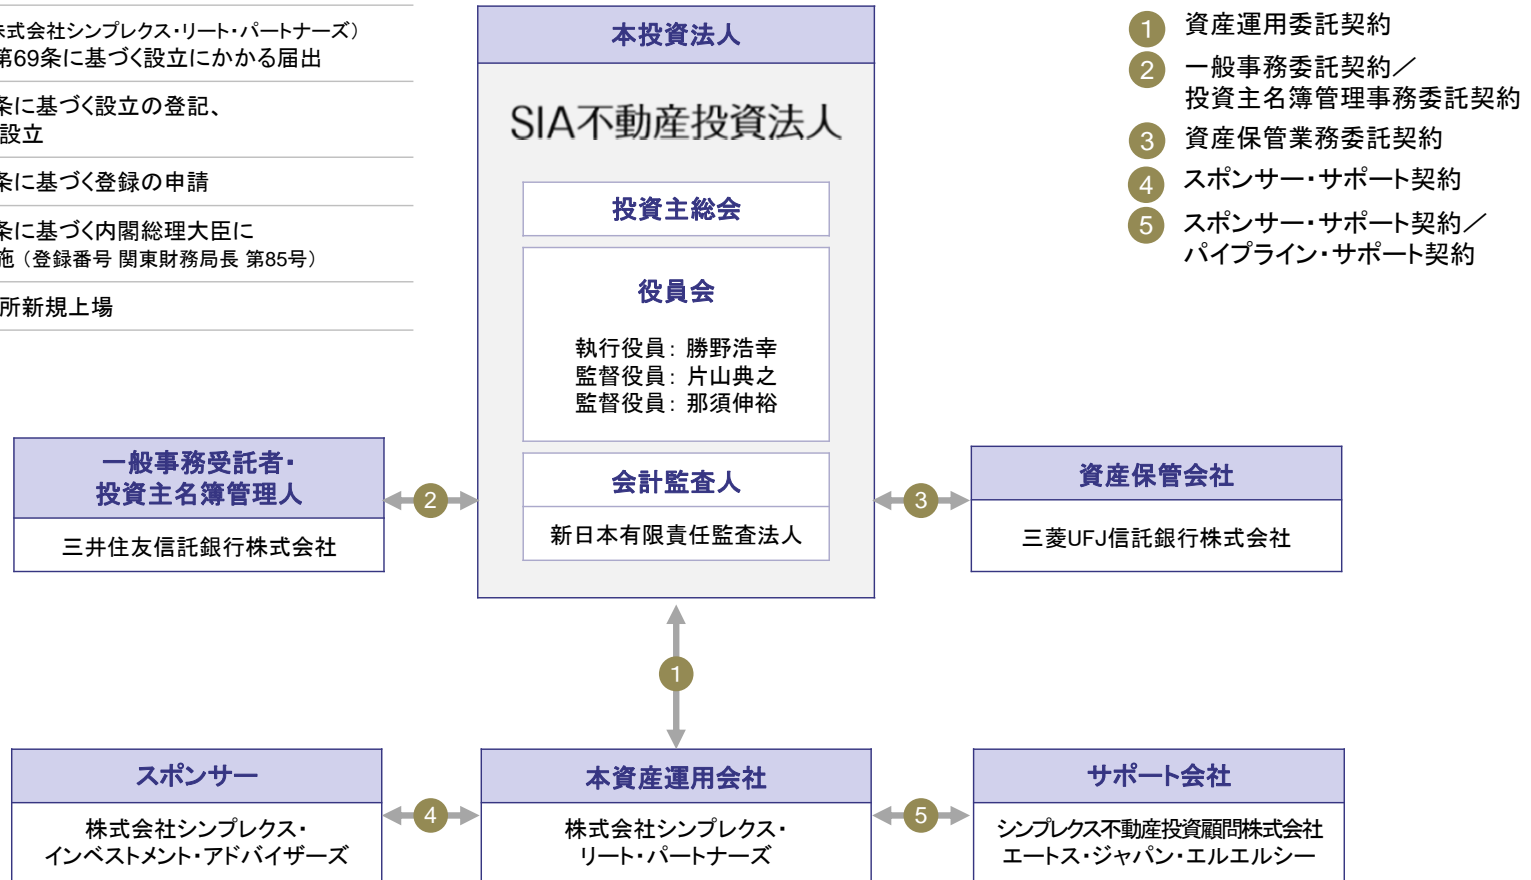 株式会社シンプレクス・リート・パートナーズ）
第69条に基づく設立にかかる届出
条に基づく設立の登記、
設立
条に基づく登録の申請
条に基づく内閣総理大臣に
施 （登録番号 関東財務局長 第85号）
所新規上場
本投資法人
SIA不動産投資法人
投資主総会
役員会
執行役員： 勝野浩幸
監督役員： 片山典之
監督役員： 那須伸裕
会計監査人
新日本有限責任監査法人
1 資産運用委託契約
2 一般事務委託契約／
投資主名簿管理事務委託契約
3 資産保管業務委託契約
4 スポンサー・サポート契約
5 スポンサー・サポート契約／
パイプライン・サポート契約
一般事務受託者・
投資主名簿管理人
三井住友信託銀行株式会社
2
3
資産保管会社
三菱UFJ信託銀行株式会社
1
スポンサー
株式会社シンプレクス・
インベストメント・アドバイザーズ
4
本資産運用会社
株式会社シンプレクス・
リート・パートナーズ
5
サポート会社
シンプレクス不動産投資顧問株式会社
エートス・ジャパン・エルエルシー